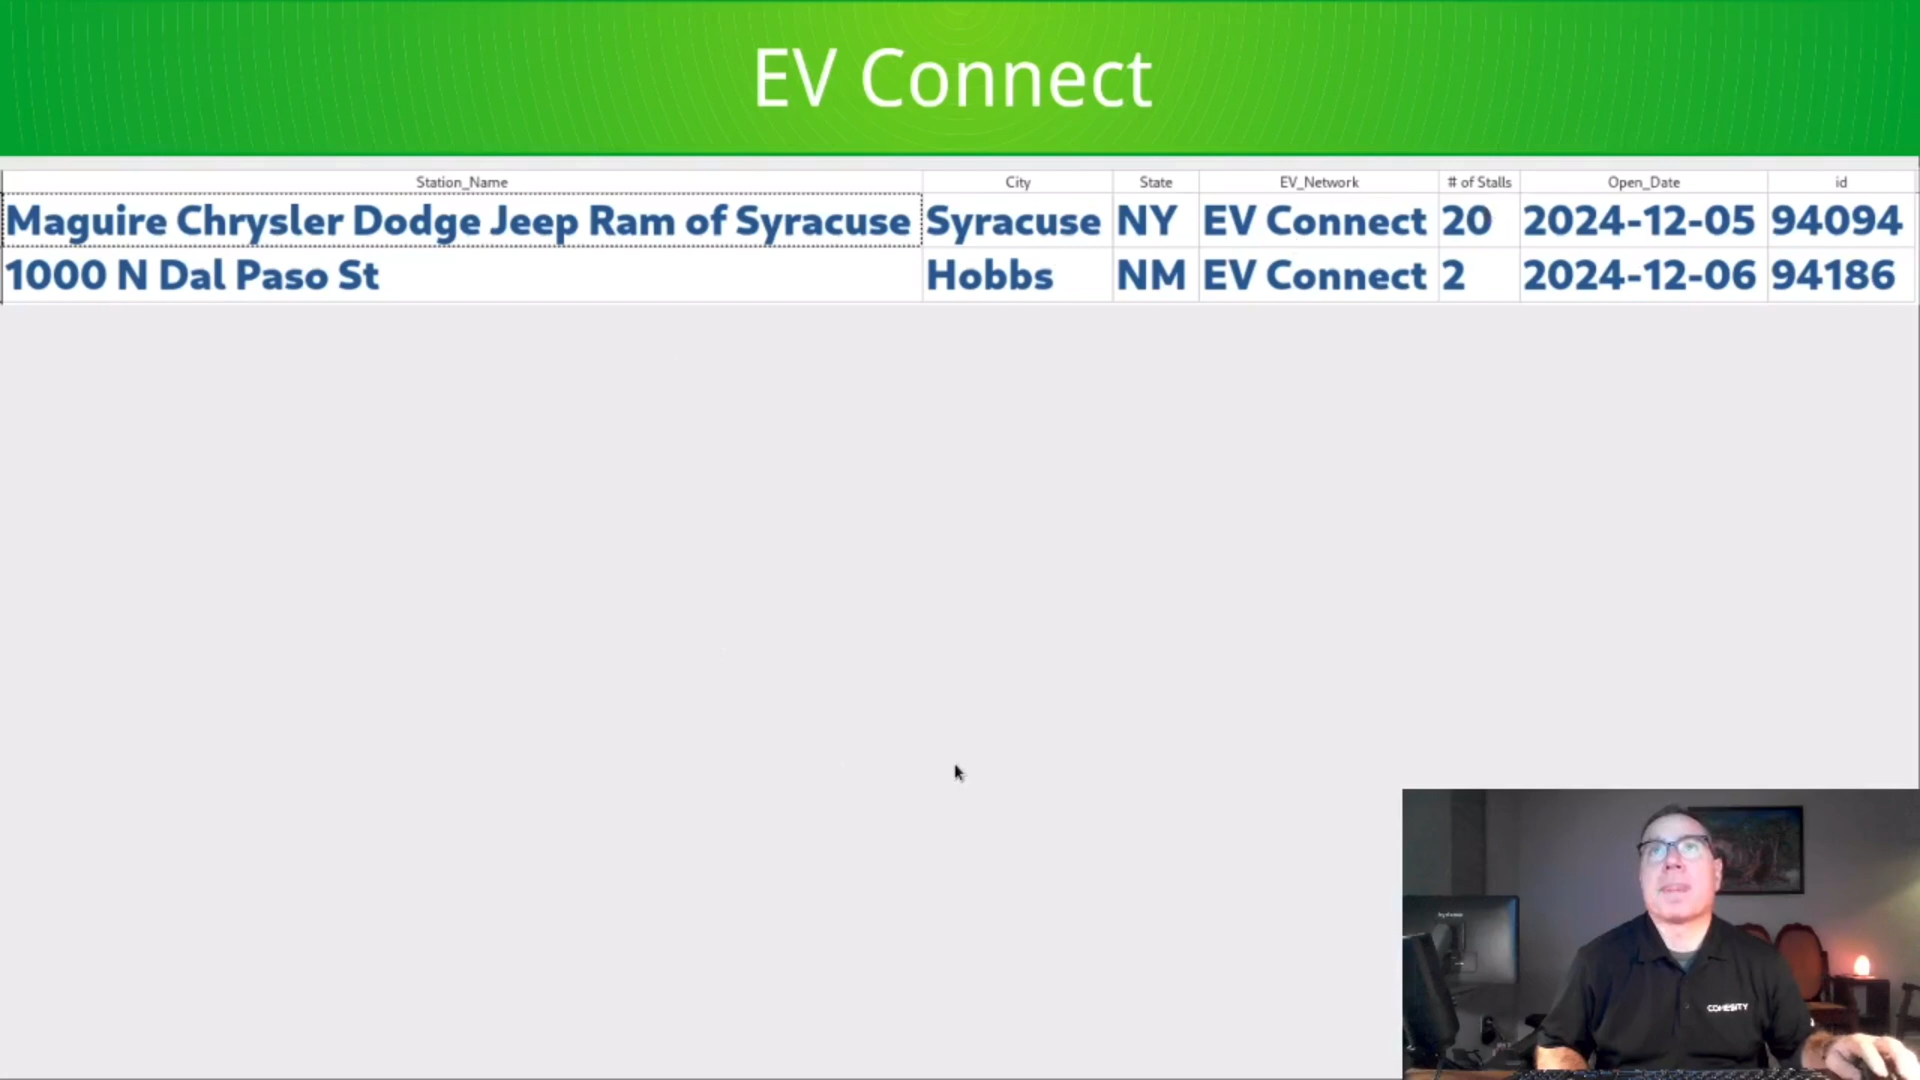 EV Connect
Station_Name City State EV_Network # of Stalls Open_Date id
Maguire Chrysler Dodge Jeep Ram of Syracuse Syracuse NY EV Connect 20 2024-12-05 94094
1000 N Dal Paso St Hobbs NM EV Connect 2 2024-12-06 94186
COHESITY